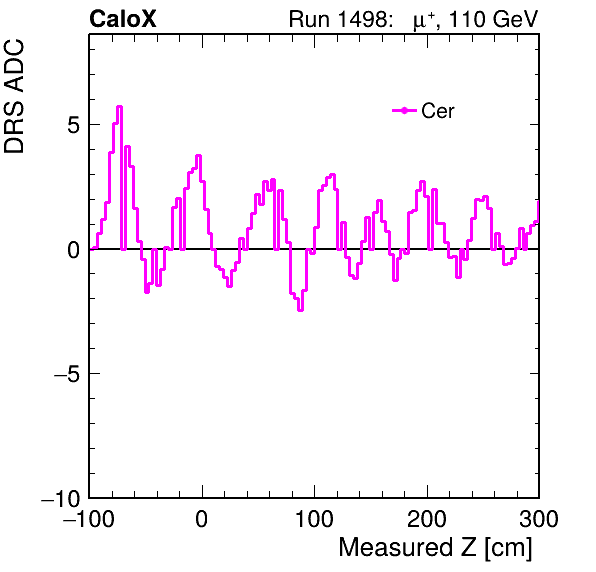 CaloX Run 1498: μ⁺, 110 GeV
DRS ADC
Cer
5
0
−5
−10
−100 0 100 200 300
Measured Z [cm]